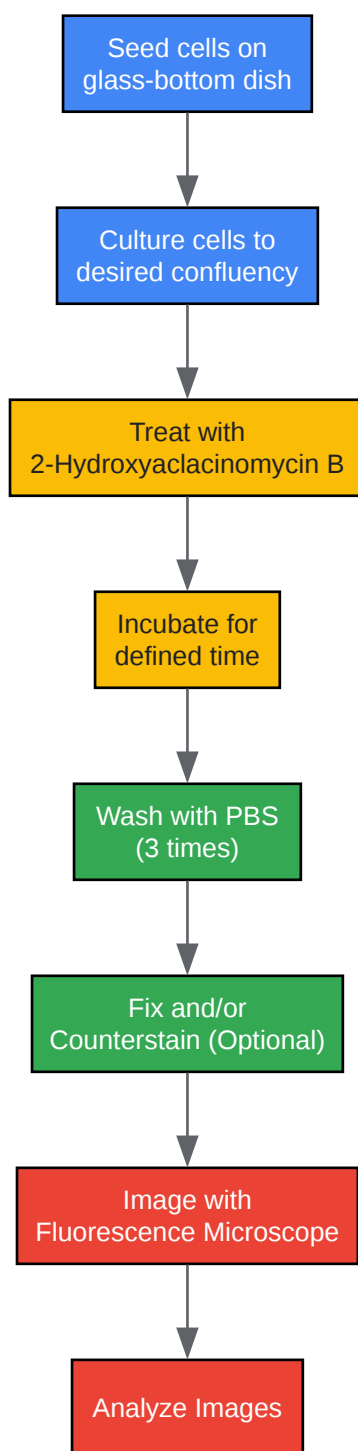 Seed cells on
glass-bottom dish
Culture cells to
desired confluency
Treat with
2-Hydroxyaclacinomycin B
Incubate for
defined time
Wash with PBS
(3 times)
Fix and/or
Counterstain (Optional)
Image with
Fluorescence Microscope
Analyze Images